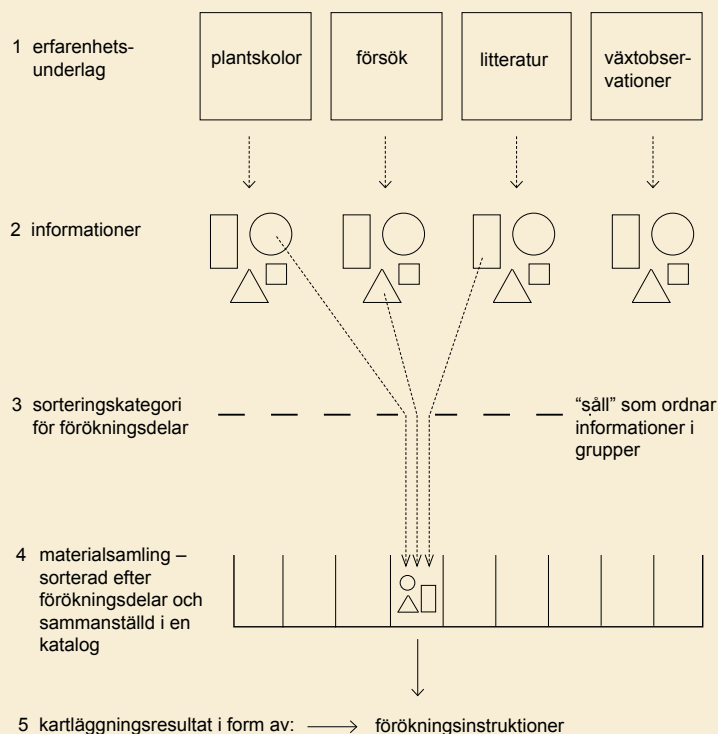 1 erfarenhets-
underlag
plantskolor
försök
litteratur
växtobser-
vationer
2 informationer
3 sorteringskategori
för förökningsdelar
"såll" som ordnar
informationer i
grupper
4 materialsamling –
sorterad efter
förökningsdelar och
sammanställd i en
katalog
5 kartläggningsresultat i form av:
förökningsinstruktioner